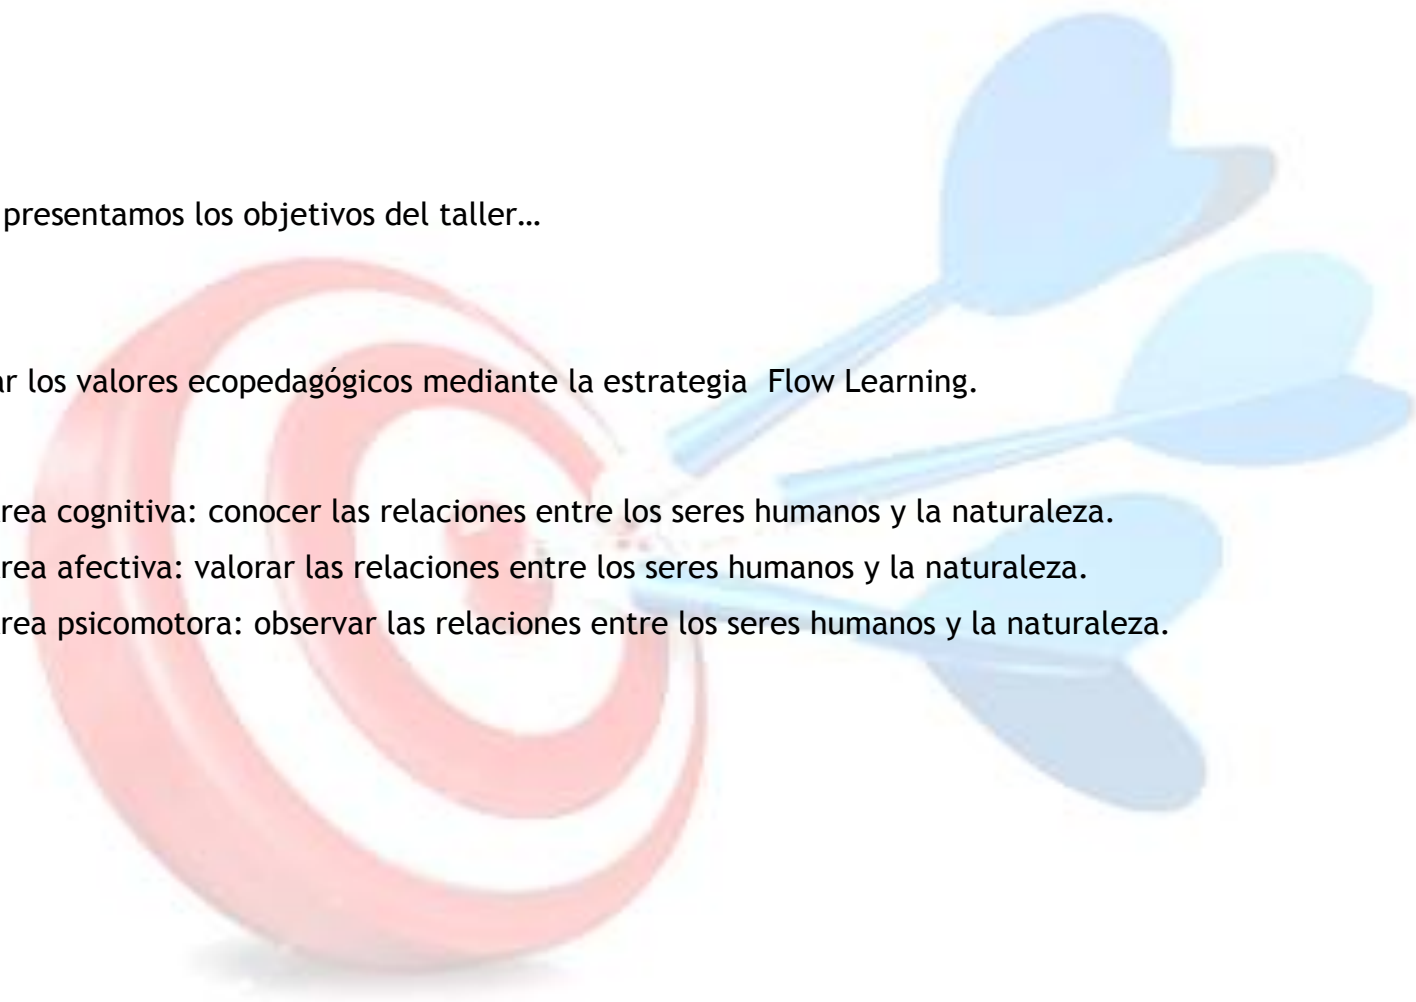 presentamos los objetivos del taller…
ar los valores ecopedagógicos mediante la estrategia Flow Learning.
rea cognitiva: conocer las relaciones entre los seres humanos y la naturaleza.
rea afectiva: valorar las relaciones entre los seres humanos y la naturaleza.
rea psicomotora: observar las relaciones entre los seres humanos y la naturaleza.